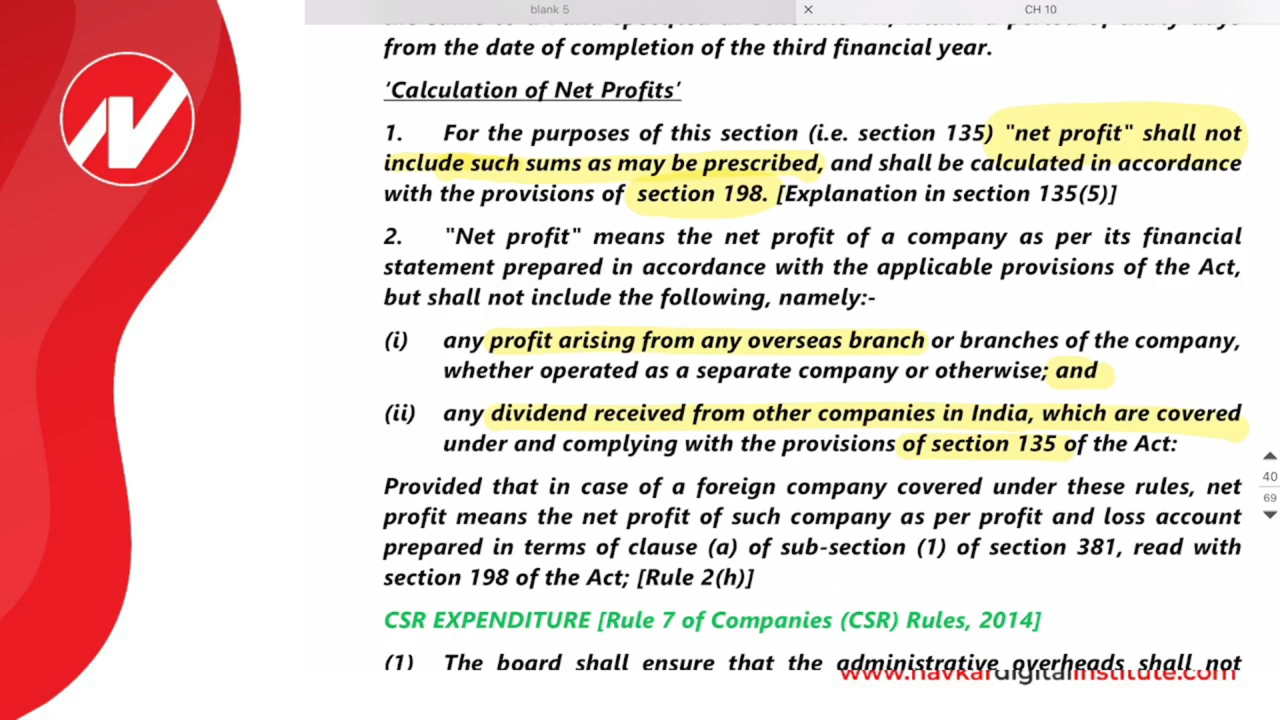 blank 5
CH 10
from the date of completion of the third financial year.
‘Calculation of Net Profits’
1. For the purposes of this section (i.e. section 135) "net profit" shall not
include such sums as may be prescribed, and shall be calculated in accordance
with the provisions of section 198. [Explanation in section 135(5)]
2. "Net profit" means the net profit of a company as per its financial
statement prepared in accordance with the applicable provisions of the Act,
but shall not include the following, namely:-
(i) any profit arising from any overseas branch or branches of the company,
whether operated as a separate company or otherwise; and
(ii) any dividend received from other companies in India, which are covered
under and complying with the provisions of section 135 of the Act:
Provided that in case of a foreign company covered under these rules, net
profit means the net profit of such company as per profit and loss account
prepared in terms of clause (a) of sub-section (1) of section 381, read with
section 198 of the Act; [Rule 2(h)]
CSR EXPENDITURE [Rule 7 of Companies (CSR) Rules, 2014]
(1) The board shall ensure that the administrative overheads shall not
www.navkardigitalinstitute.com
40
69